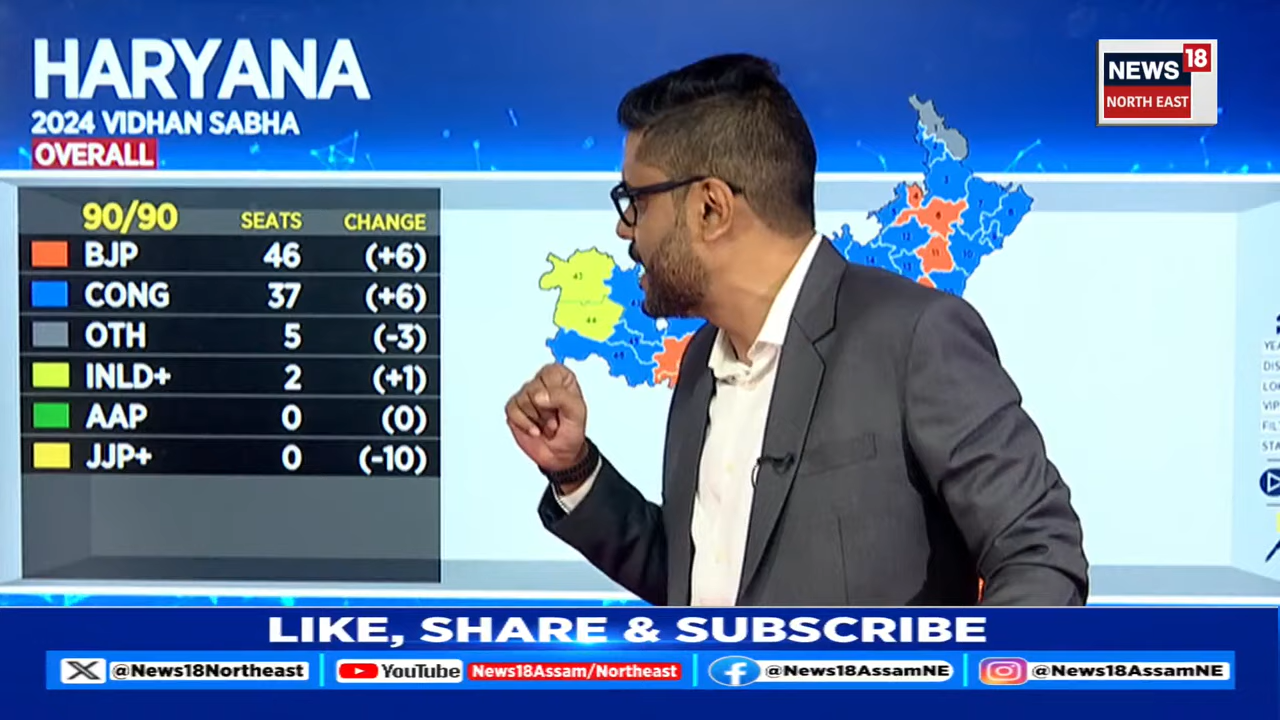 HARYANA
2024 VIDHAN SABHA
OVERALL
NEWS 18
NORTH EAST
90/90 SEATS CHANGE
BJP 46 (+6)
CONG 37 (+6)
OTH 5 (-3)
INLD+ 2 (+1)
AAP 0 (0)
JJP+ 0 (-10)
LIKE, SHARE & SUBSCRIBE
@News18Northeast YouTube News18Assam/Northeast @News18AssamNE @News18AssamNE